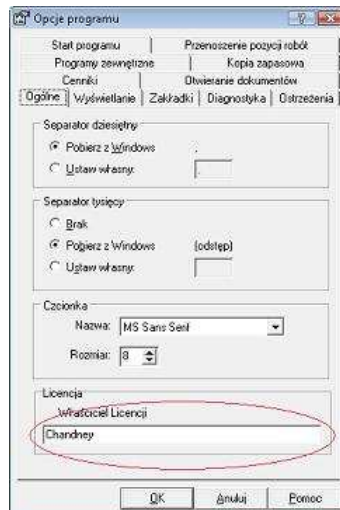 Opcje programu
Start programu Przenoszenie pozycji robót
Programy zewnętrzne Kopia zapasowa
Cenniki Otwieranie dokumentów
Ogólne Wyświetlanie Zakładki Diagnostyka Ostrzeżenia
Separator dziesiętny
Pobierz z Windows .
Ustaw własny: .
Separator tysięcy
Brak
Pobierz z Windows (odstęp)
Ustaw własny:
Czcionka
Nazwa: MS Sans Serif
Rozmiar: 8
Licencja
Właściciel Licencji
Chandney
OK Anuluj Pomoc